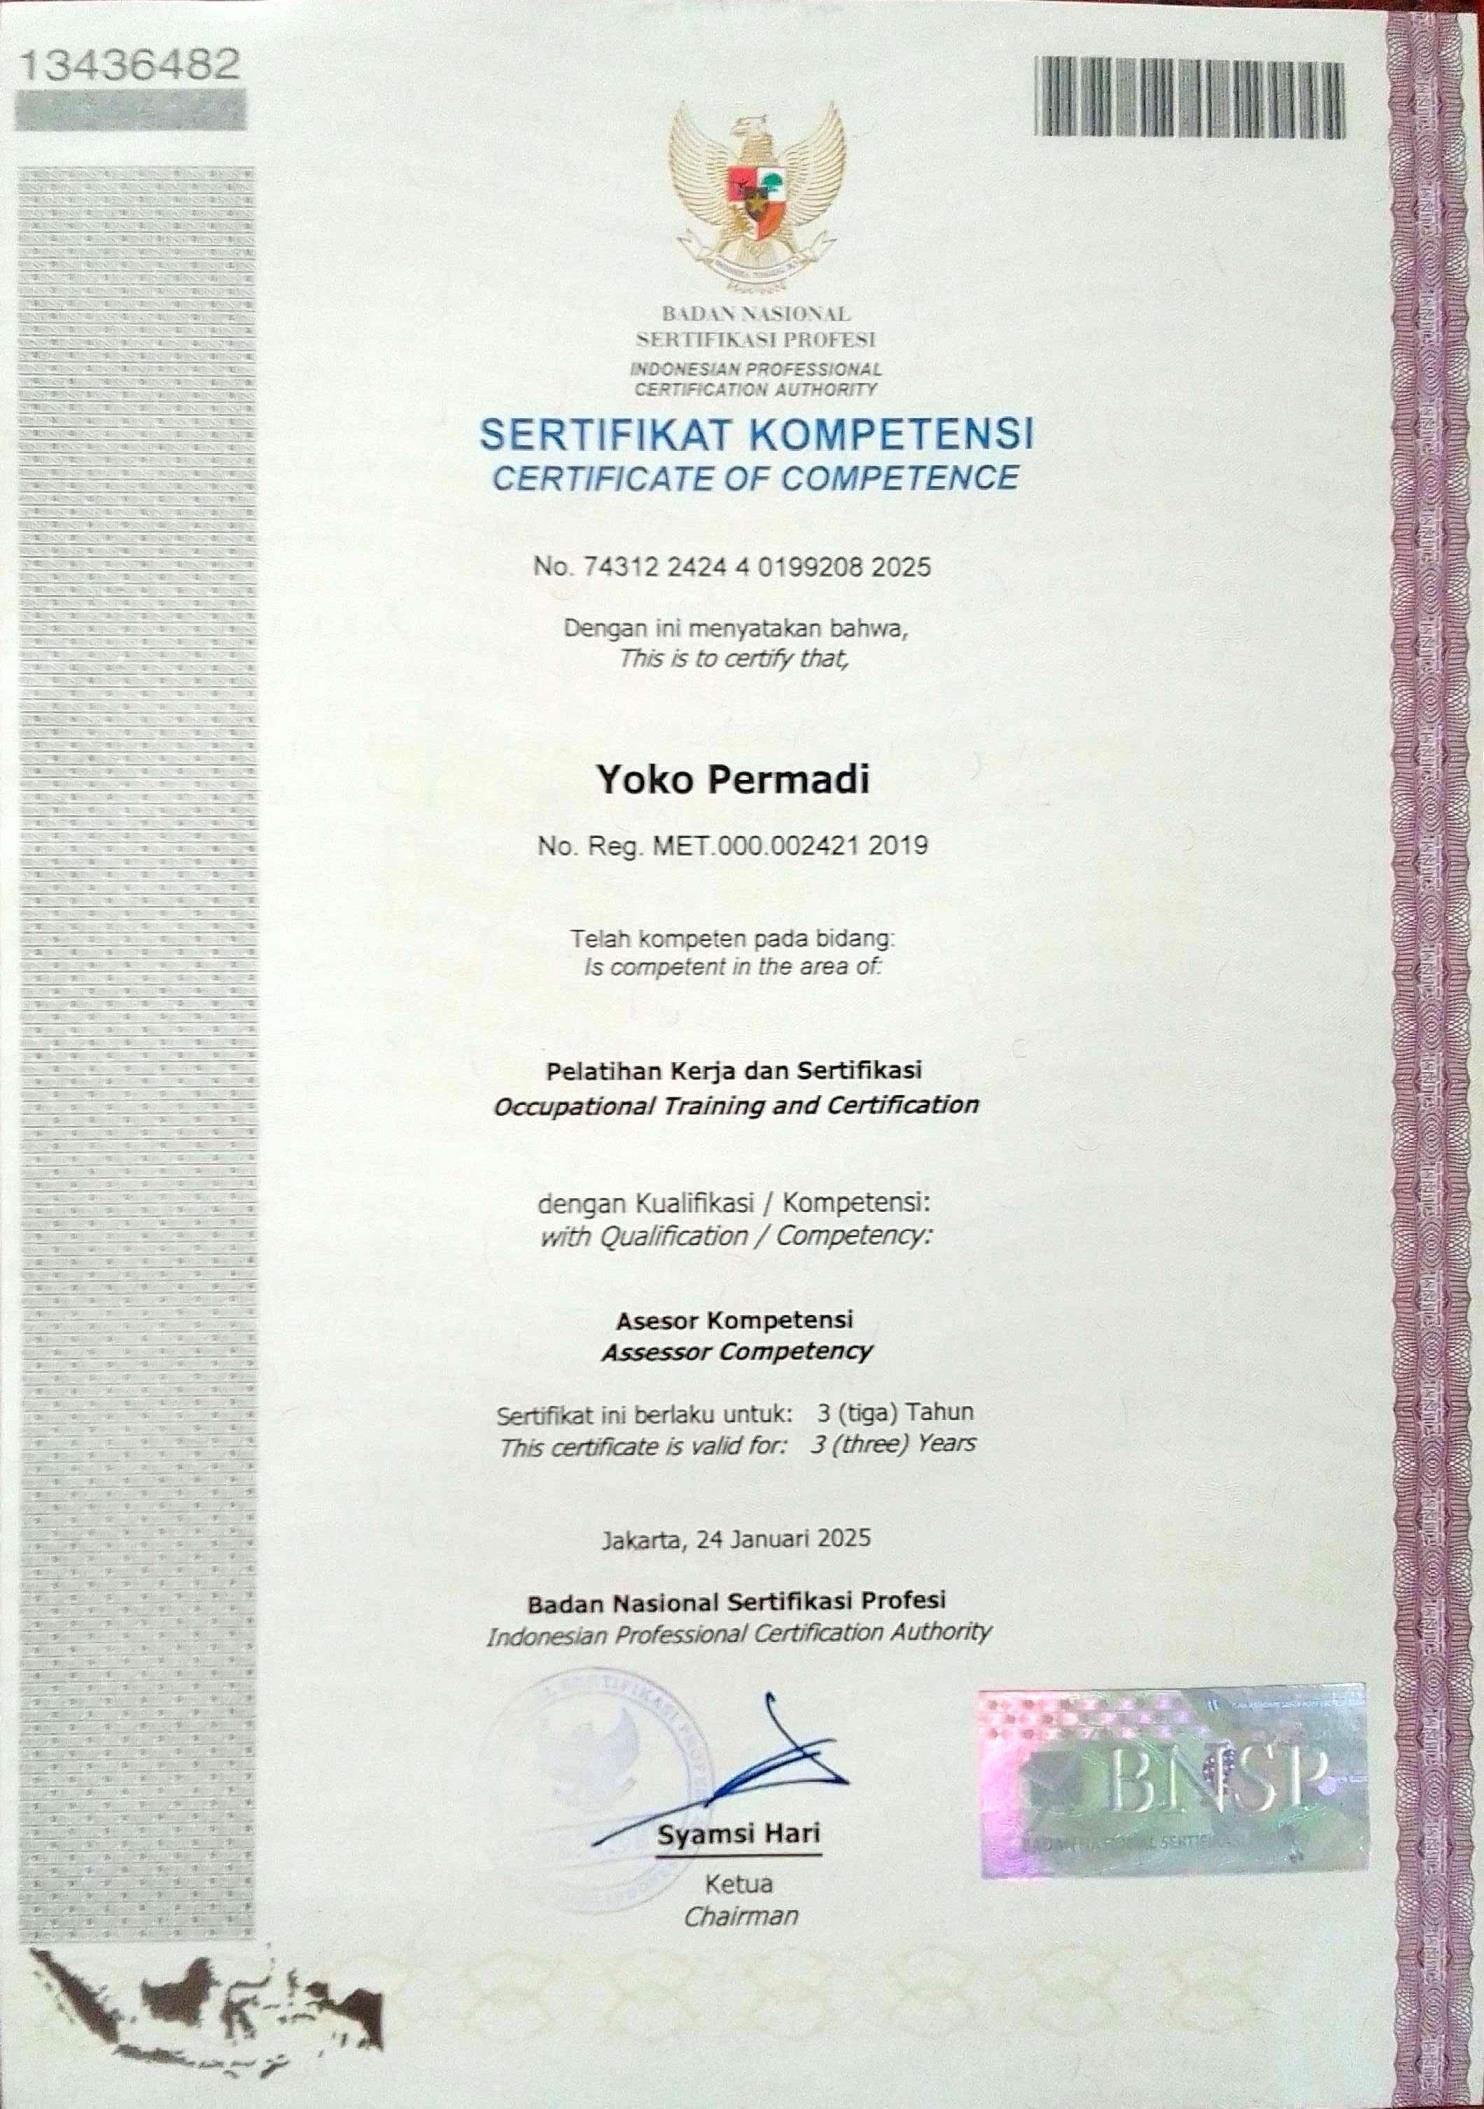 13436482
BADAN NASIONAL
SERTIFIKASI PROFESI
INDONESIAN PROFESSIONAL
CERTIFICATION AUTHORITY
SERTIFIKAT KOMPETENSI
CERTIFICATE OF COMPETENCE
No. 74312 2424 4 0199208 2025
Dengan ini menyatakan bahwa,
This is to certify that,
Yoko Permadi
No. Reg. MET.000.002421 2019
Telah kompeten pada bidang:
Is competent in the area of:
Pelatihan Kerja dan Sertifikasi
Occupational Training and Certification
dengan Kualifikasi / Kompetensi:
with Qualification / Competency:
Asesor Kompetensi
Assessor Competency
Sertifikat ini berlaku untuk: 3 (tiga) Tahun
This certificate is valid for: 3 (three) Years
Jakarta, 24 Januari 2025
Badan Nasional Sertifikasi Profesi
Indonesian Professional Certification Authority
SERTIFIKASI
BNSP
BADAN NASIONAL
Syamsi Hari
Ketua
Chairman